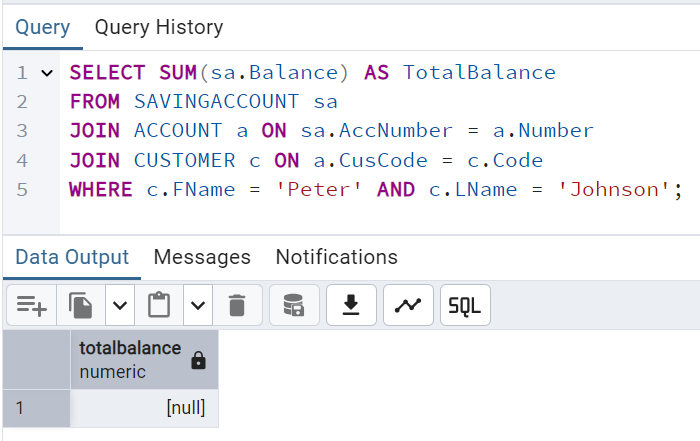 Query Query History
1 SELECT SUM(sa.Balance) AS TotalBalance
2 FROM SAVINGACCOUNT sa
3 JOIN ACCOUNT a ON sa.AccNumber = a.Number
4 JOIN CUSTOMER c ON a.CusCode = c.Code
5 WHERE c.FName = 'Peter' AND c.LName = 'Johnson';
Data Output Messages Notifications
SQL
totalbalance
numeric
1 [null]